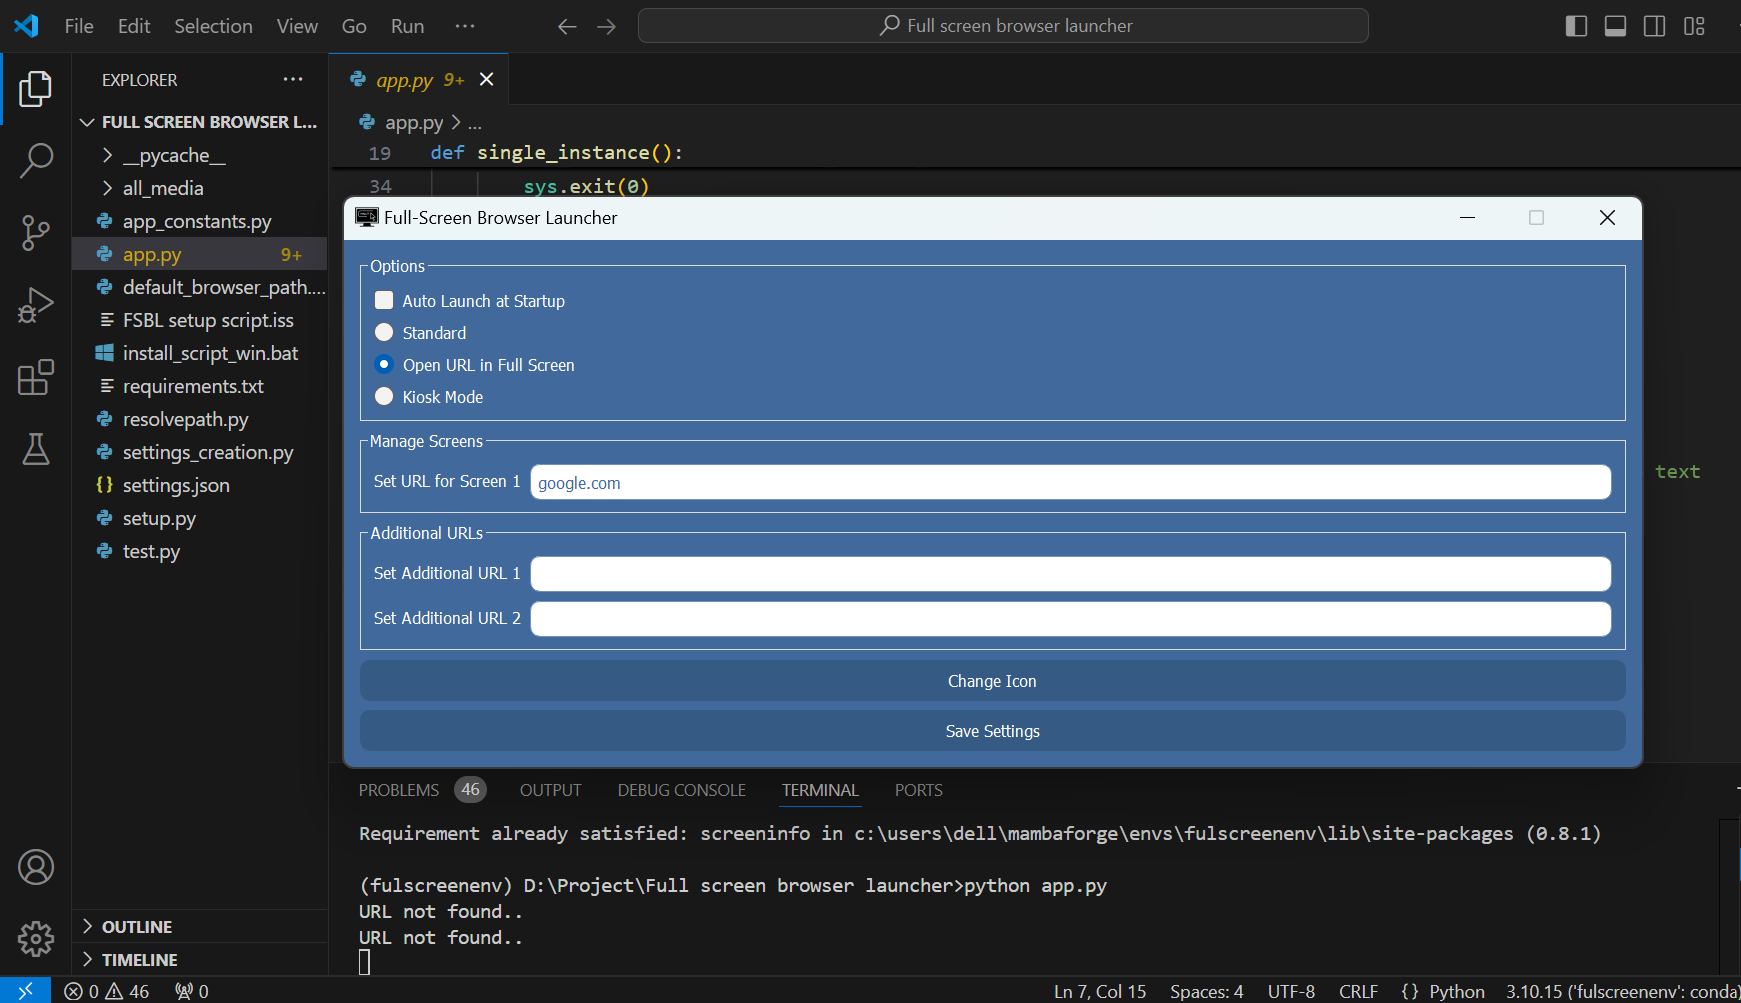 File Edit Selection View Go Run ... Full screen browser launcher
EXPLORER ...
FULL SCREEN BROWSER L...
__pycache__
all_media
app_constants.py
app.py 9+
default_browser_path....
FSBL setup script.iss
install_script_win.bat
requirements.txt
resolvepath.py
settings_creation.py
settings.json
setup.py
test.py
OUTLINE
TIMELINE
app.py 9+
app.py > ...
19 def single_instance():
34 sys.exit(0)
text
Full-Screen Browser Launcher
Options
Auto Launch at Startup
Standard
Open URL in Full Screen
Kiosk Mode
Manage Screens
Set URL for Screen 1 google.com
Additional URLs
Set Additional URL 1
Set Additional URL 2
Change Icon
Save Settings
PROBLEMS 46 OUTPUT DEBUG CONSOLE TERMINAL PORTS
Requirement already satisfied: screeninfo in c:\users\dell\mambaforge\envs\fulscreenenv\lib\site-packages (0.8.1)
(fulscreenenv) D:\Project\Full screen browser launcher>python app.py
URL not found..
URL not found..
0 46 0 Ln 7, Col 15 Spaces: 4 UTF-8 CRLF {} Python 3.10.15 ('fulscreenenv': conda)